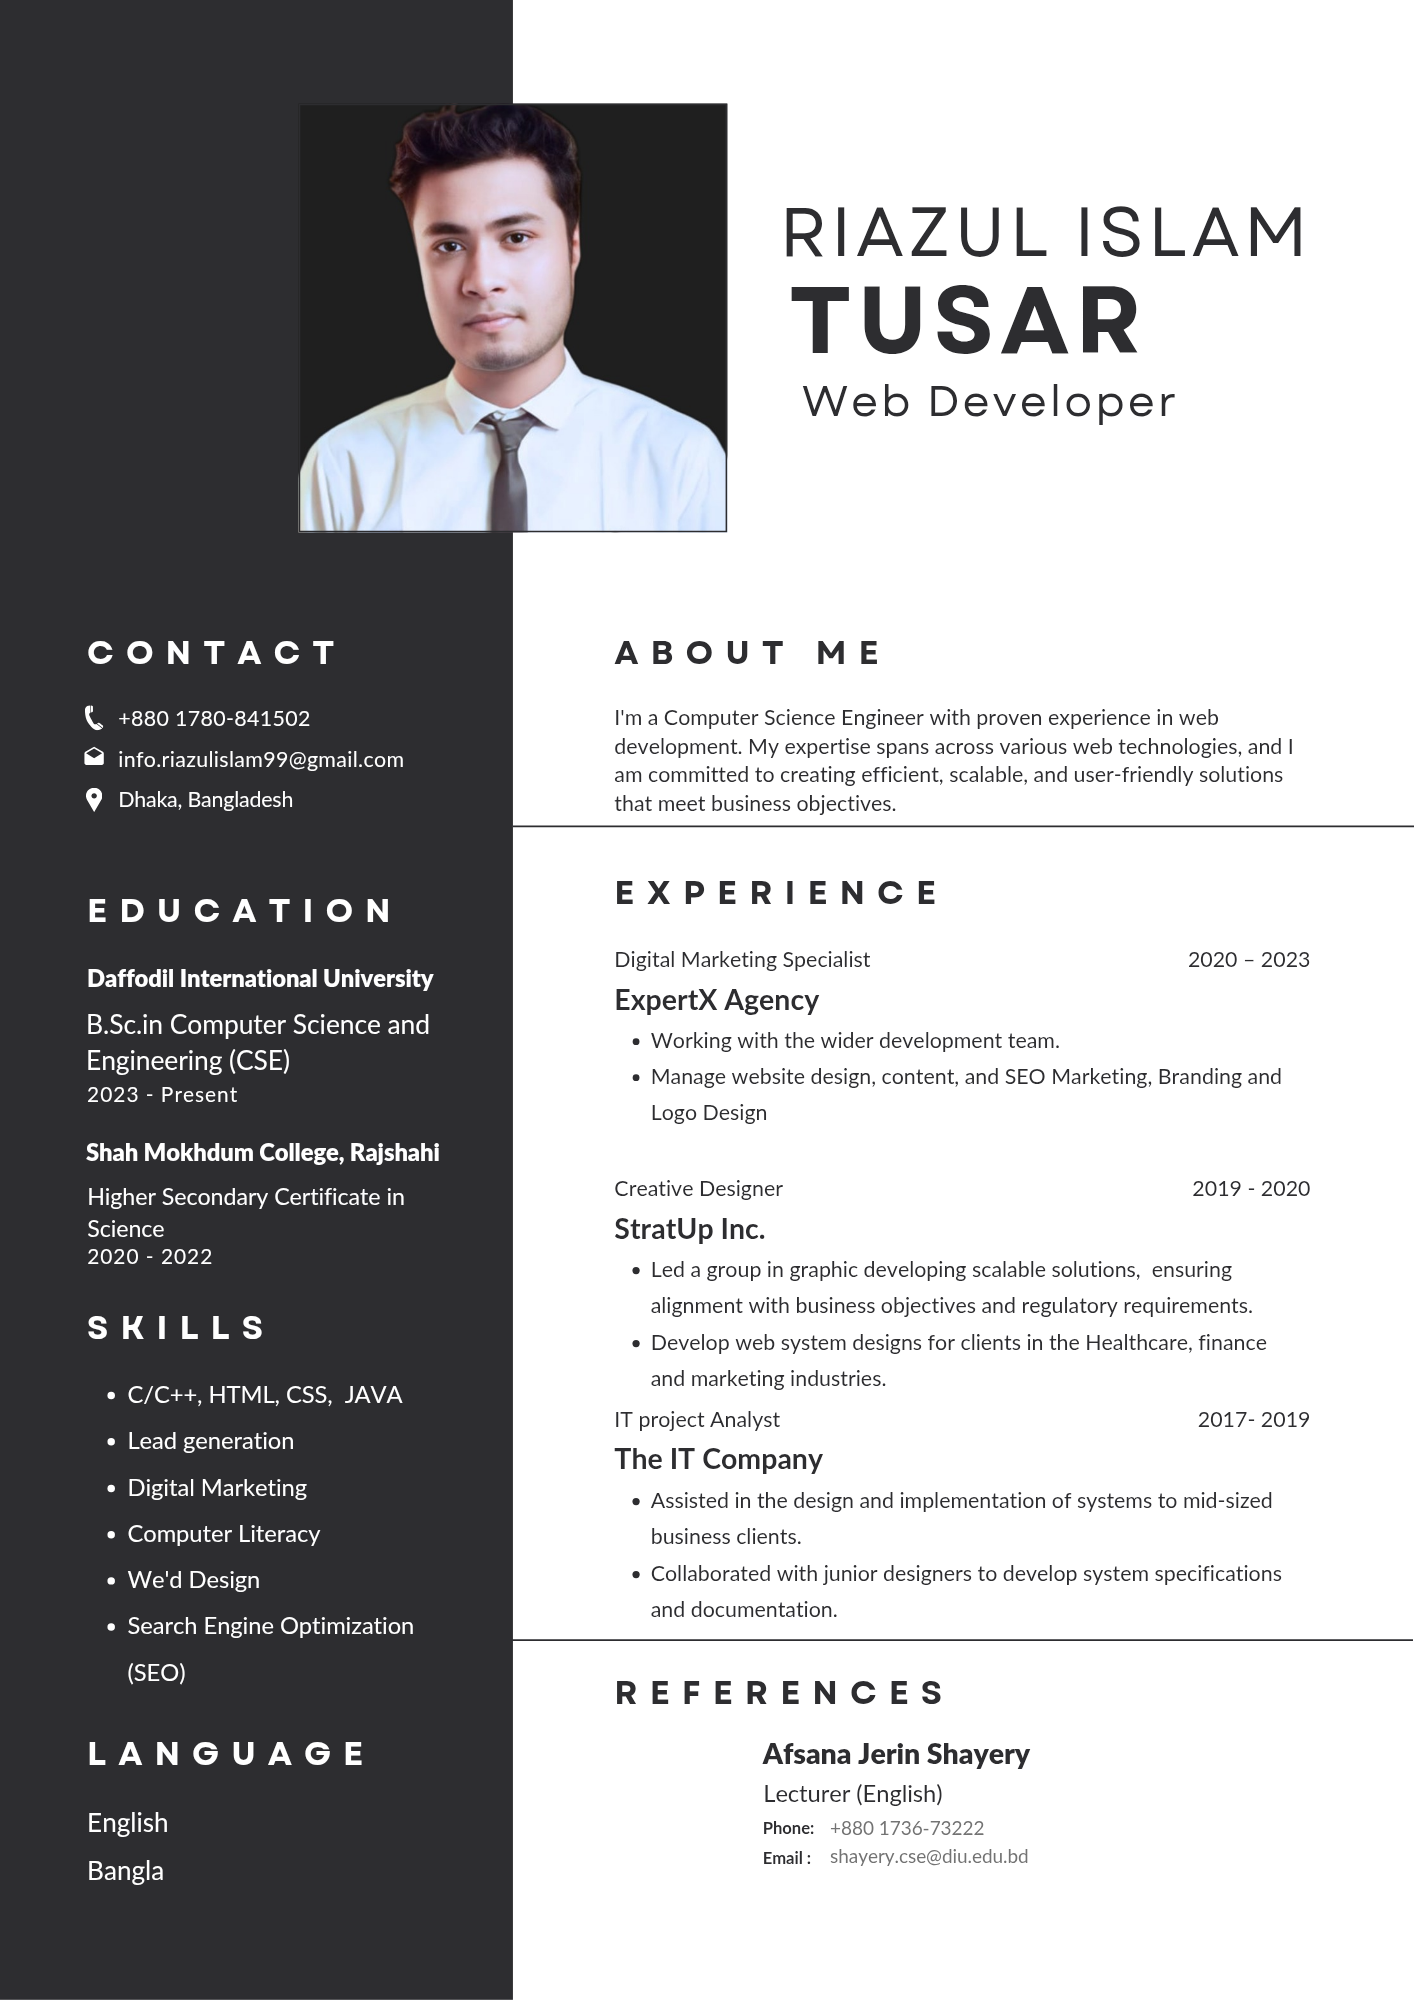 RIAZUL ISLAM
TUSAR
Web Developer
CONTACT
+880 1780-841502
info.riazulislam99@gmail.com
Dhaka, Bangladesh
EDUCATION
Daffodil International University
B.Sc.in Computer Science and
Engineering (CSE)
2023 - Present
Shah Mokhdum College, Rajshahi
Higher Secondary Certificate in
Science
2020 - 2022
SKILLS
• C/C++, HTML, CSS,  JAVA
• Lead generation
• Digital Marketing
• Computer Literacy
• We'd Design
• Search Engine Optimization
(SEO)
LANGUAGE
English
Bangla
ABOUT ME
I'm a Computer Science Engineer with proven experience in web
development. My expertise spans across various web technologies, and I
am committed to creating efficient, scalable, and user-friendly solutions
that meet business objectives.
EXPERIENCE
Digital Marketing Specialist 2020 – 2023
ExpertX Agency
• Working with the wider development team.
• Manage website design, content, and SEO Marketing, Branding and
Logo Design
Creative Designer 2019 - 2020
StratUp Inc.
• Led a group in graphic developing scalable solutions,  ensuring
alignment with business objectives and regulatory requirements.
• Develop web system designs for clients in the Healthcare, finance
and marketing industries.
IT project Analyst 2017- 2019
The IT Company
• Assisted in the design and implementation of systems to mid-sized
business clients.
• Collaborated with junior designers to develop system specifications
and documentation.
REFERENCES
Afsana Jerin Shayery
Lecturer (English)
Phone: +880 1736-73222
Email : shayery.cse@diu.edu.bd